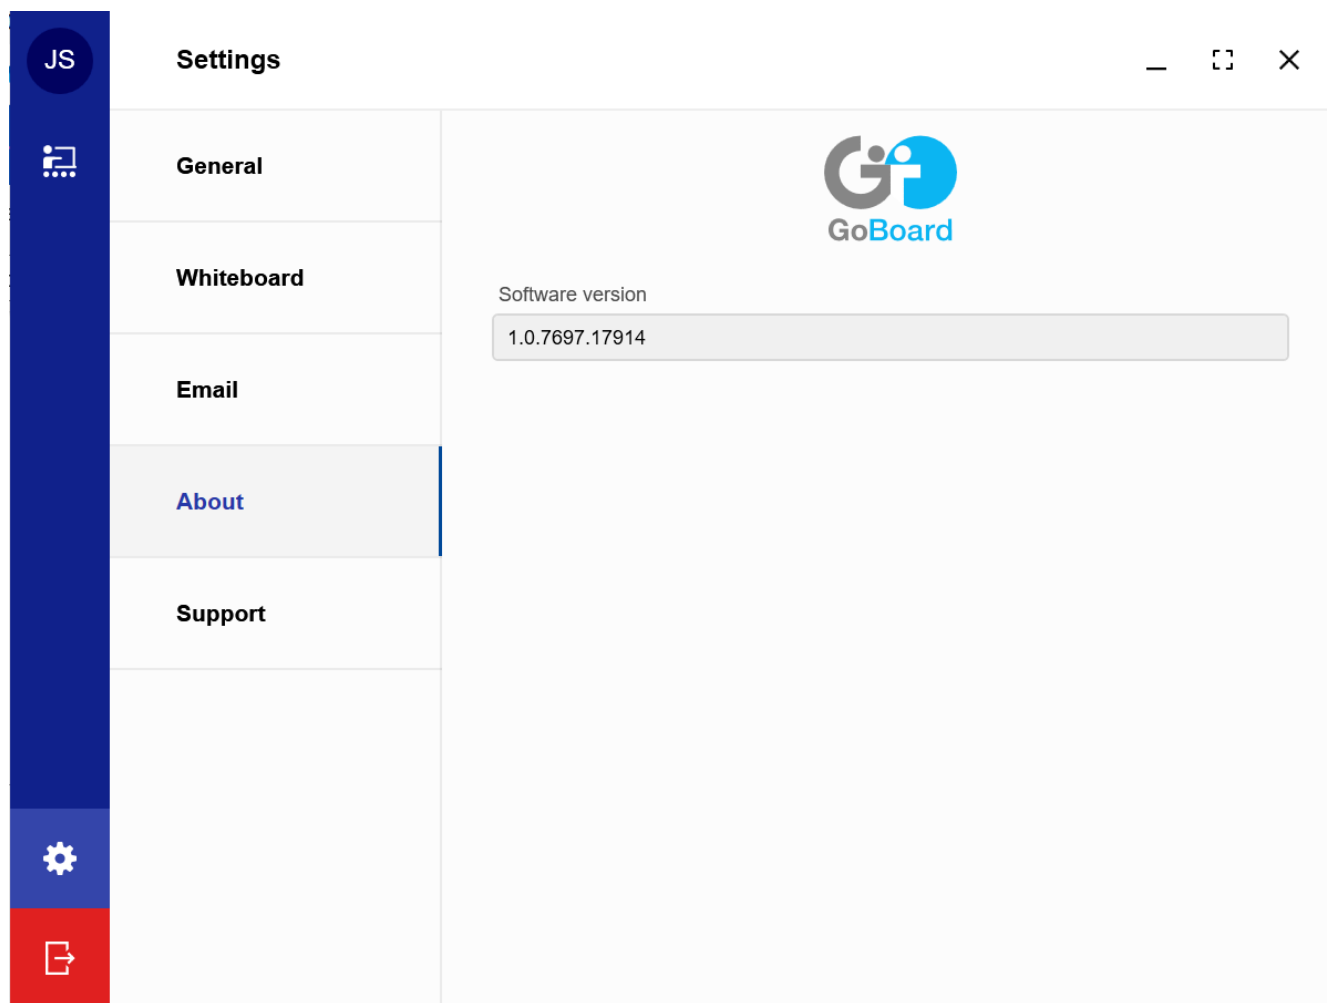 JS
Settings
General
Whiteboard
Email
About
Support
GoBoard
Software version
1.0.7697.17914